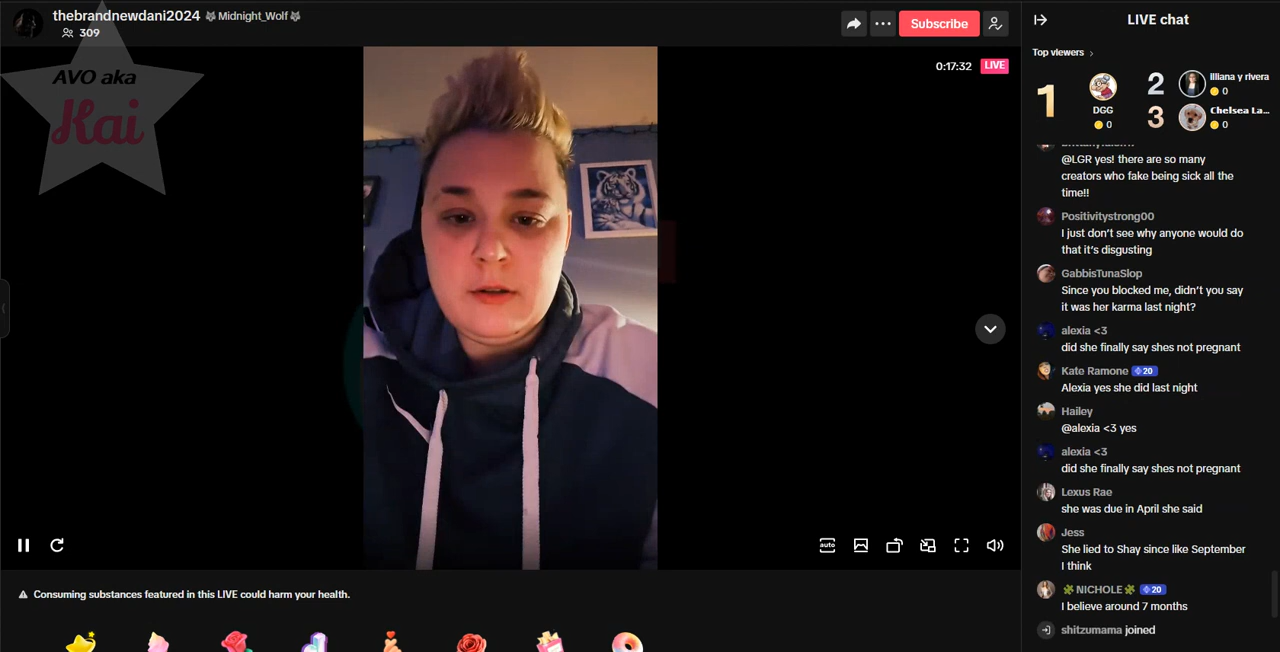 thebrandnewdani2024 🐺Midnight_Wolf🐺
309
Subscribe
LIVE chat
AVO aka
Kai
0:17:32 LIVE
Top viewers
1
DGG
0
2
illiana y rivera
0
3
Chelsea La...
0
@LGR yes! there are so many
creators who fake being sick all the
time!!
Positivitystrong00
I just don't see why anyone would do
that it's disgusting
GabbisTunaSlop
Since you blocked me, didn't you say
it was her karma last night?
alexia <3
did she finally say shes not pregnant
Kate Ramone 20
Alexia yes she did last night
Hailey
@alexia <3 yes
alexia <3
did she finally say shes not pregnant
Lexus Rae
she was due in April she said
Jess
She lied to Shay since like September
I think
🍀NICHOLE🍀 20
I believe around 7 months
shitzumama joined
auto
Consuming substances featured in this LIVE could harm your health.